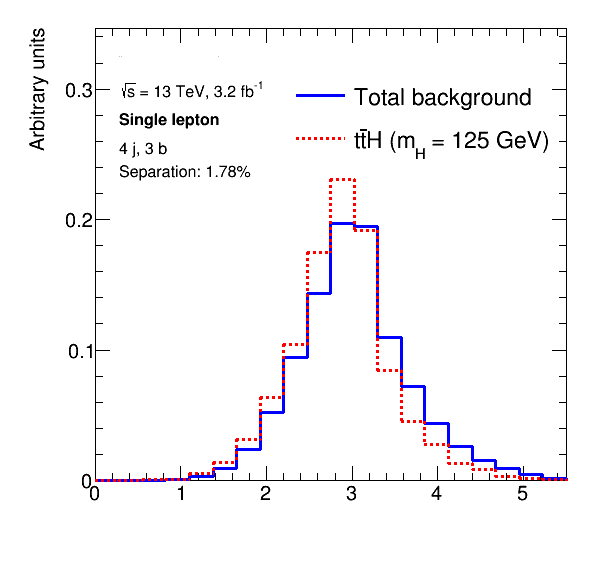 Arbitrary units
0.3
0.2
0.1
0
√s = 13 TeV, 3.2 fb⁻¹
Single lepton
4 j, 3 b
Separation: 1.78%
Total background
tt̄H (m_H = 125 GeV)
0 1 2 3 4 5